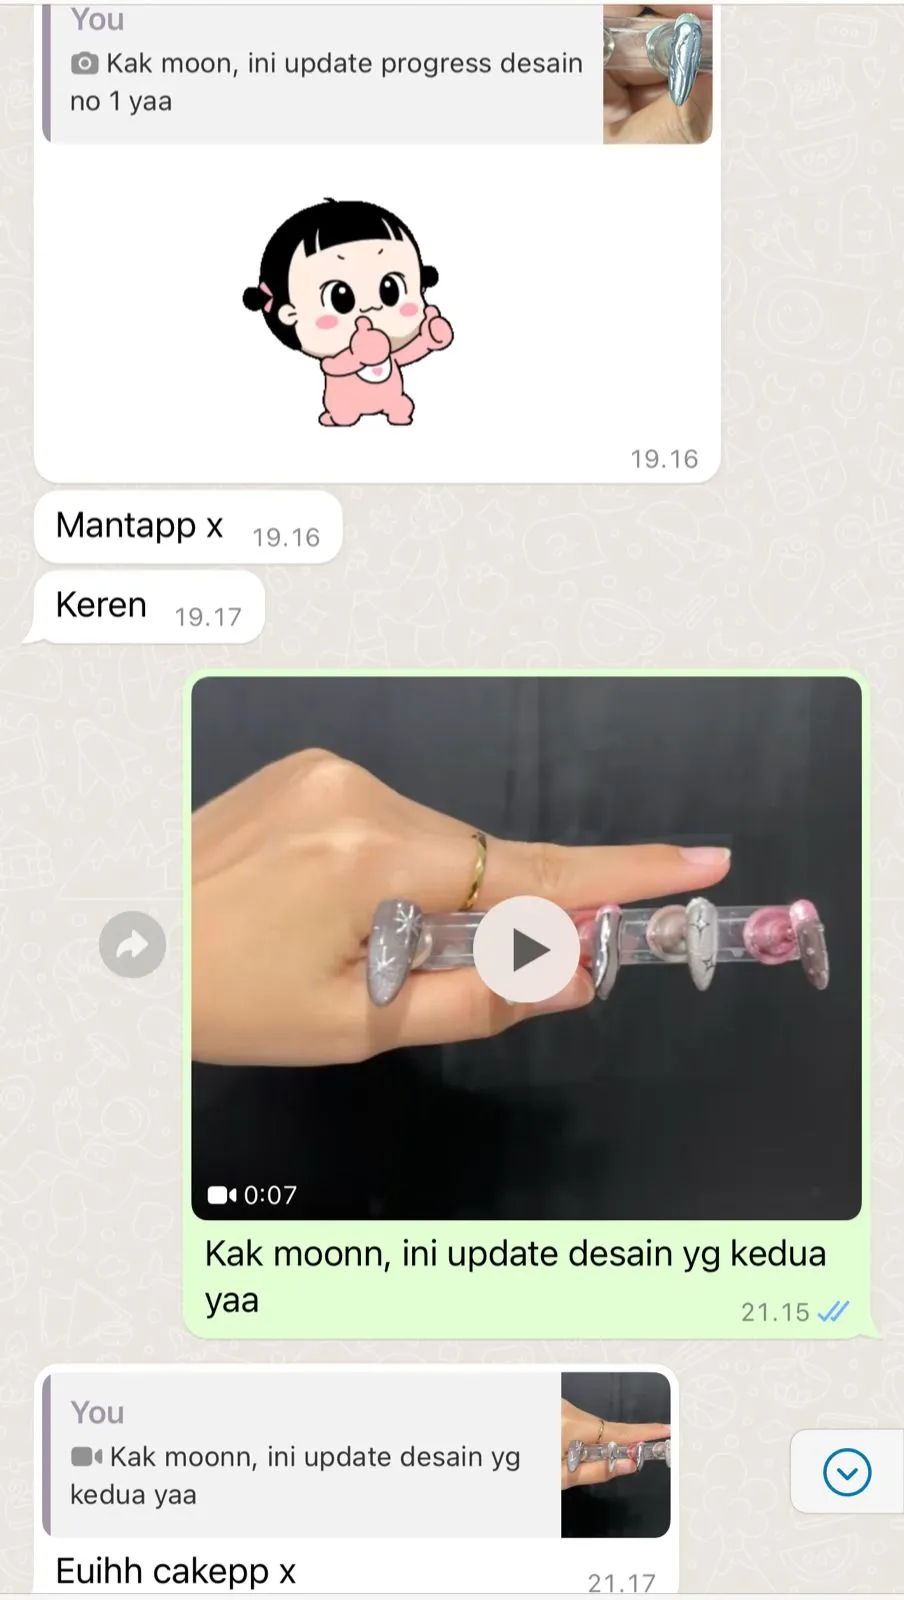 You
Kak moon, ini update progress desain
no 1 yaa
19.16
Mantapp x 19.16
Keren 19.17
0:07
Kak moonn, ini update desain yg kedua
yaa
21.15
You
Kak moonn, ini update desain yg
kedua yaa
Euihh cakepp x
21.17